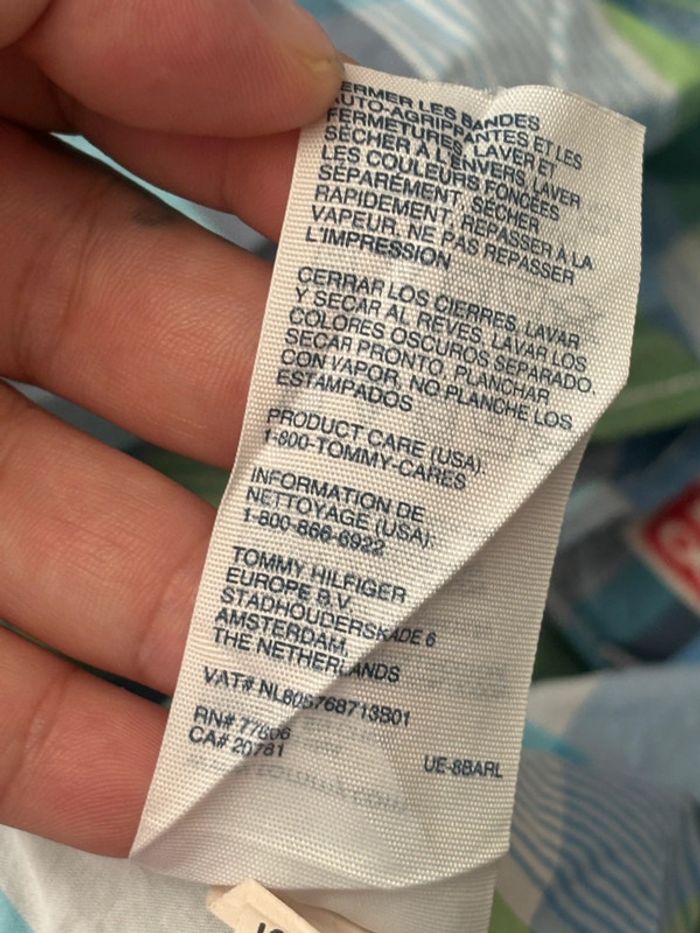 FERMER LES BANDES
AUTO-AGRIPPANTES ET LES
FERMETURES, LAVER ET
SÉCHER À L'ENVERS, LAVER
LES COULEURS FONCÉES
SÉPARÉMENT, SÉCHER
RAPIDEMENT, REPASSER A LA
VAPEUR, NE PAS REPASSER
L'IMPRESSION
CERRAR LOS CIERRES, LAVAR
Y SECAR AL REVES, LAVAR LOS
COLORES OSCUROS SEPARADO,
SECAR PRONTO, PLANCHAR
CON VAPOR, NO PLANCHE LOS
ESTAMPADOS
PRODUCT CARE (USA):
1-800-TOMMY-CARES
INFORMATION DE
NETTOYAGE (USA):
1-800-866-6922
TOMMY HILFIGER
EUROPE B.V.
STADHOUDERSKADE 6
AMSTERDAM,
THE NETHERLANDS
VAT# NL805768713B01
RN# 77806
CA# 20781
UE-8BARL